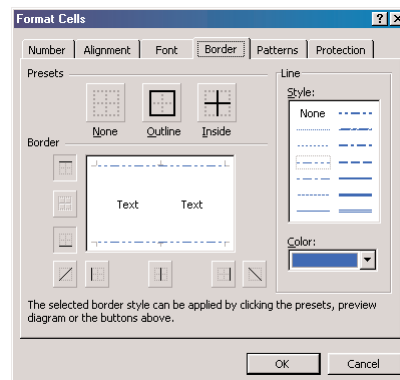 Format Cells
Number Alignment Font Border Patterns Protection
Presets
None Outline Inside
Border
Text Text
Line
Style:
None
Color:
The selected border style can be applied by clicking the presets, preview
diagram or the buttons above.
OK Cancel